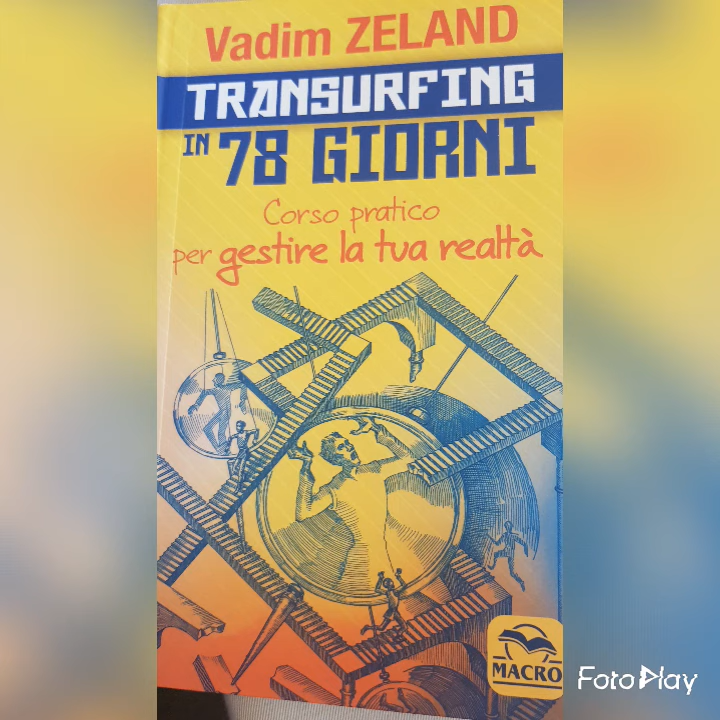 Vadim ZELAND
TRANSURFING
IN 78 GIORNI
Corso pratico
per gestire la tua realtà
MACRO
FotoPlay